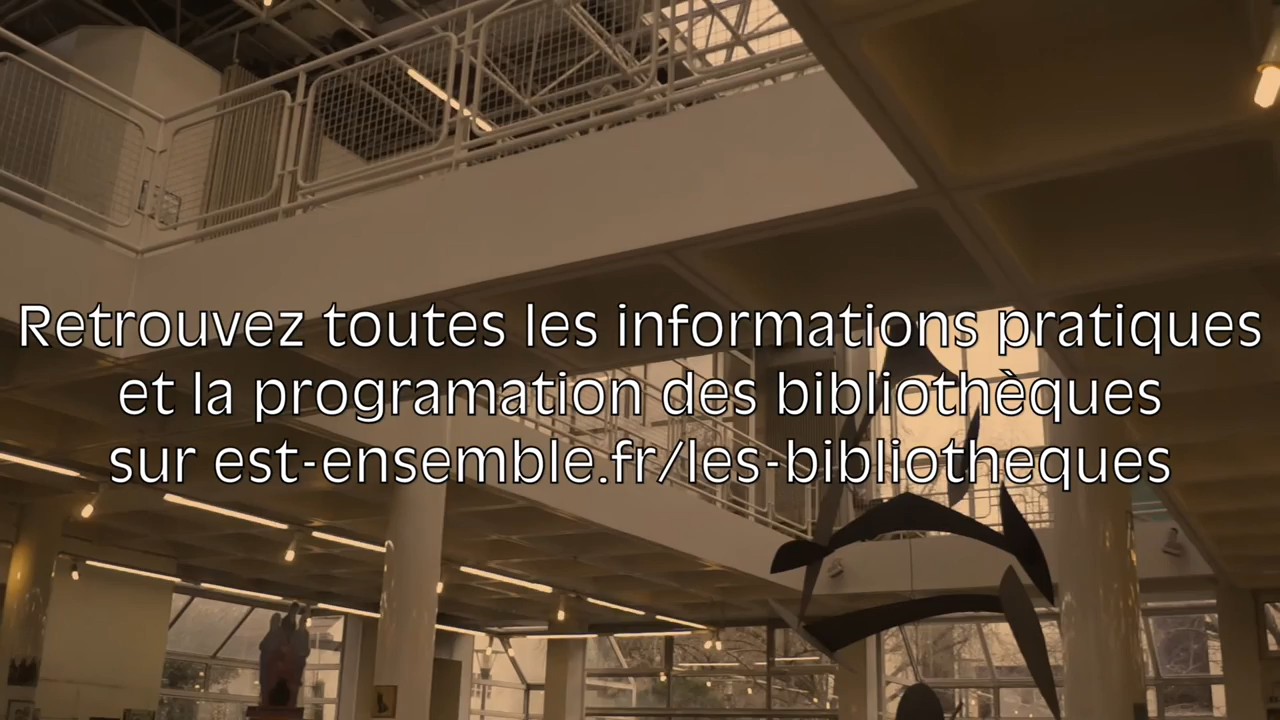 Retrouvez toutes les informations pratiques
et la programation des bibliothèques
sur est-ensemble.fr/les-bibliotheques